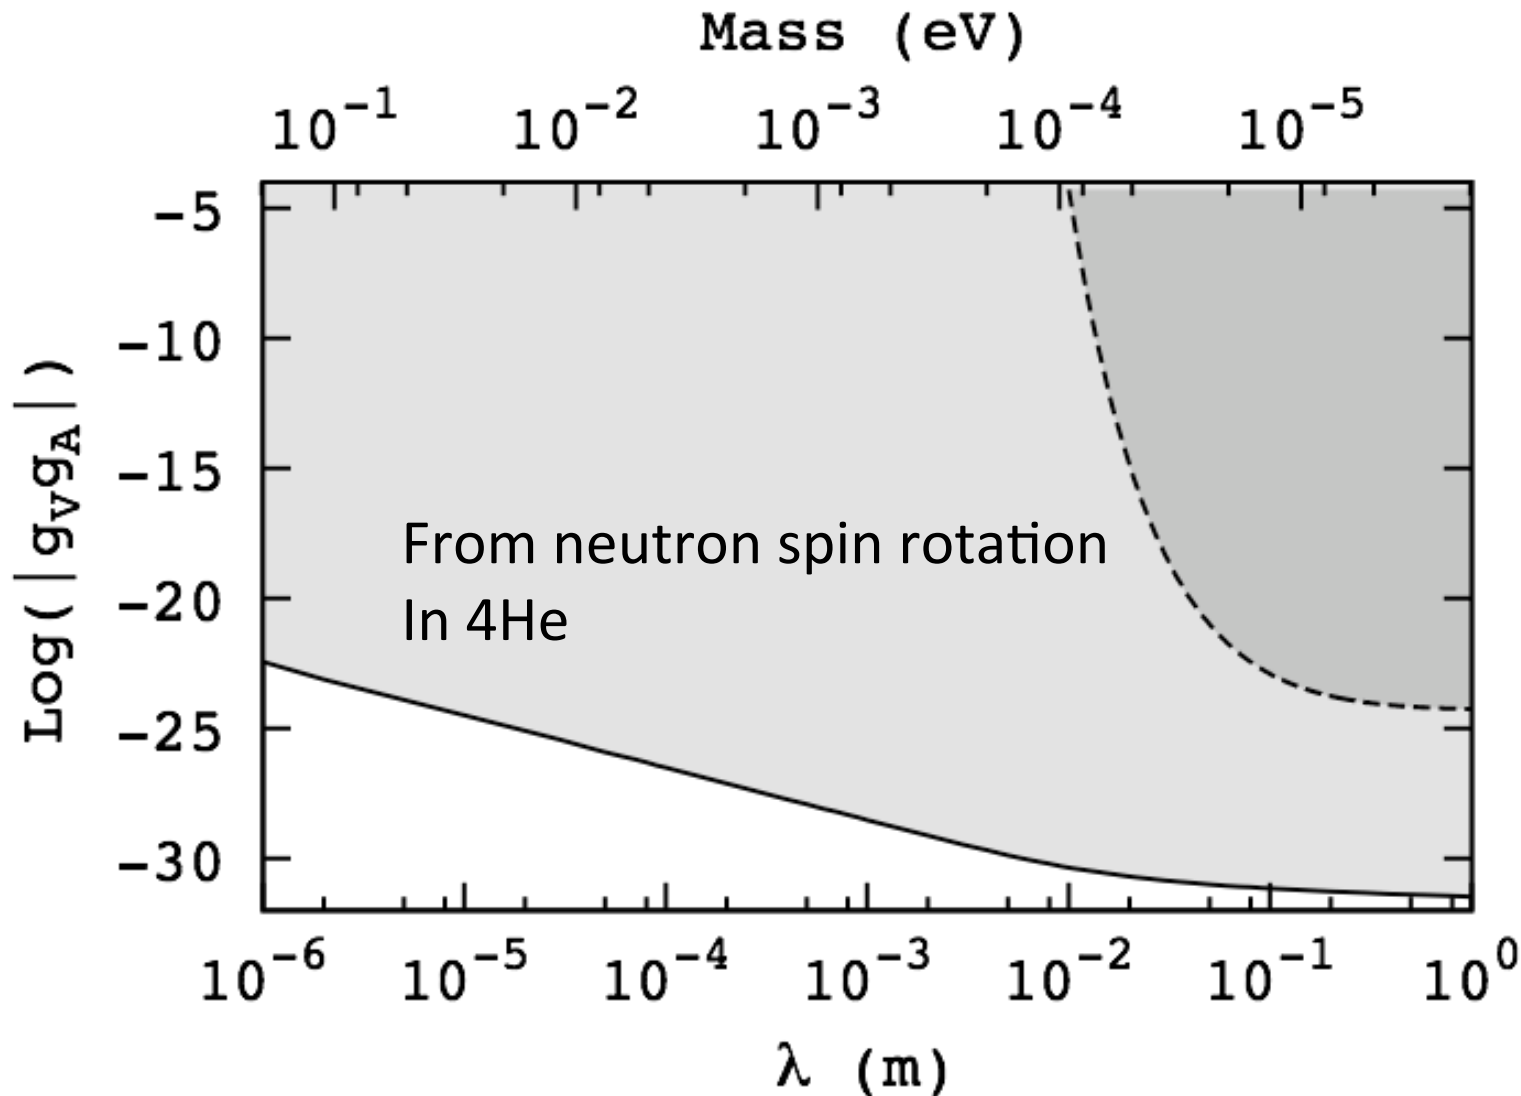 Mass (eV)
10^-1 10^-2 10^-3 10^-4 10^-5
Log(|g_V g_A|)
-5
-10
-15
-20
-25
-30
From neutron spin rotation
In 4He
10^-6 10^-5 10^-4 10^-3 10^-2 10^-1 10^0
λ (m)